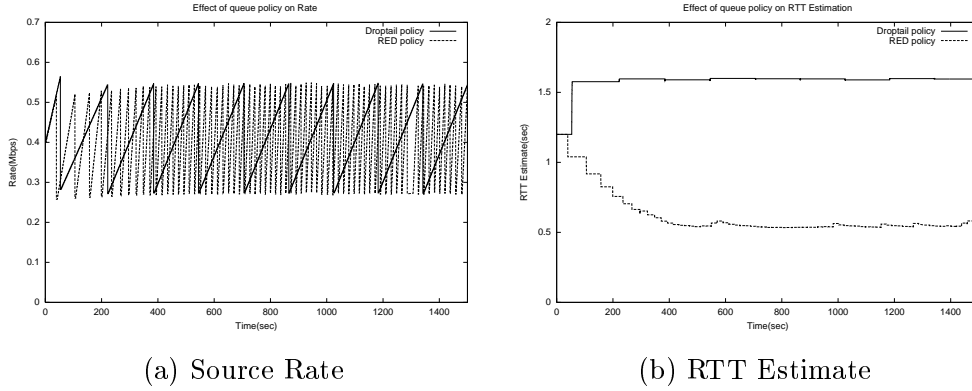 Effect of queue policy on Rate
Droptail policy
RED policy
Rate(Mbps)
0.7
0.6
0.5
0.4
0.3
0.2
0.1
0
0 200 400 600 800 1000 1200 1400
Time(sec)
(a) Source Rate
Effect of queue policy on RTT Estimation
Droptail policy
RED policy
RTT Estimate(sec)
2
1.5
1
0.5
0
0 200 400 600 800 1000 1200 1400
Time(sec)
(b) RTT Estimate